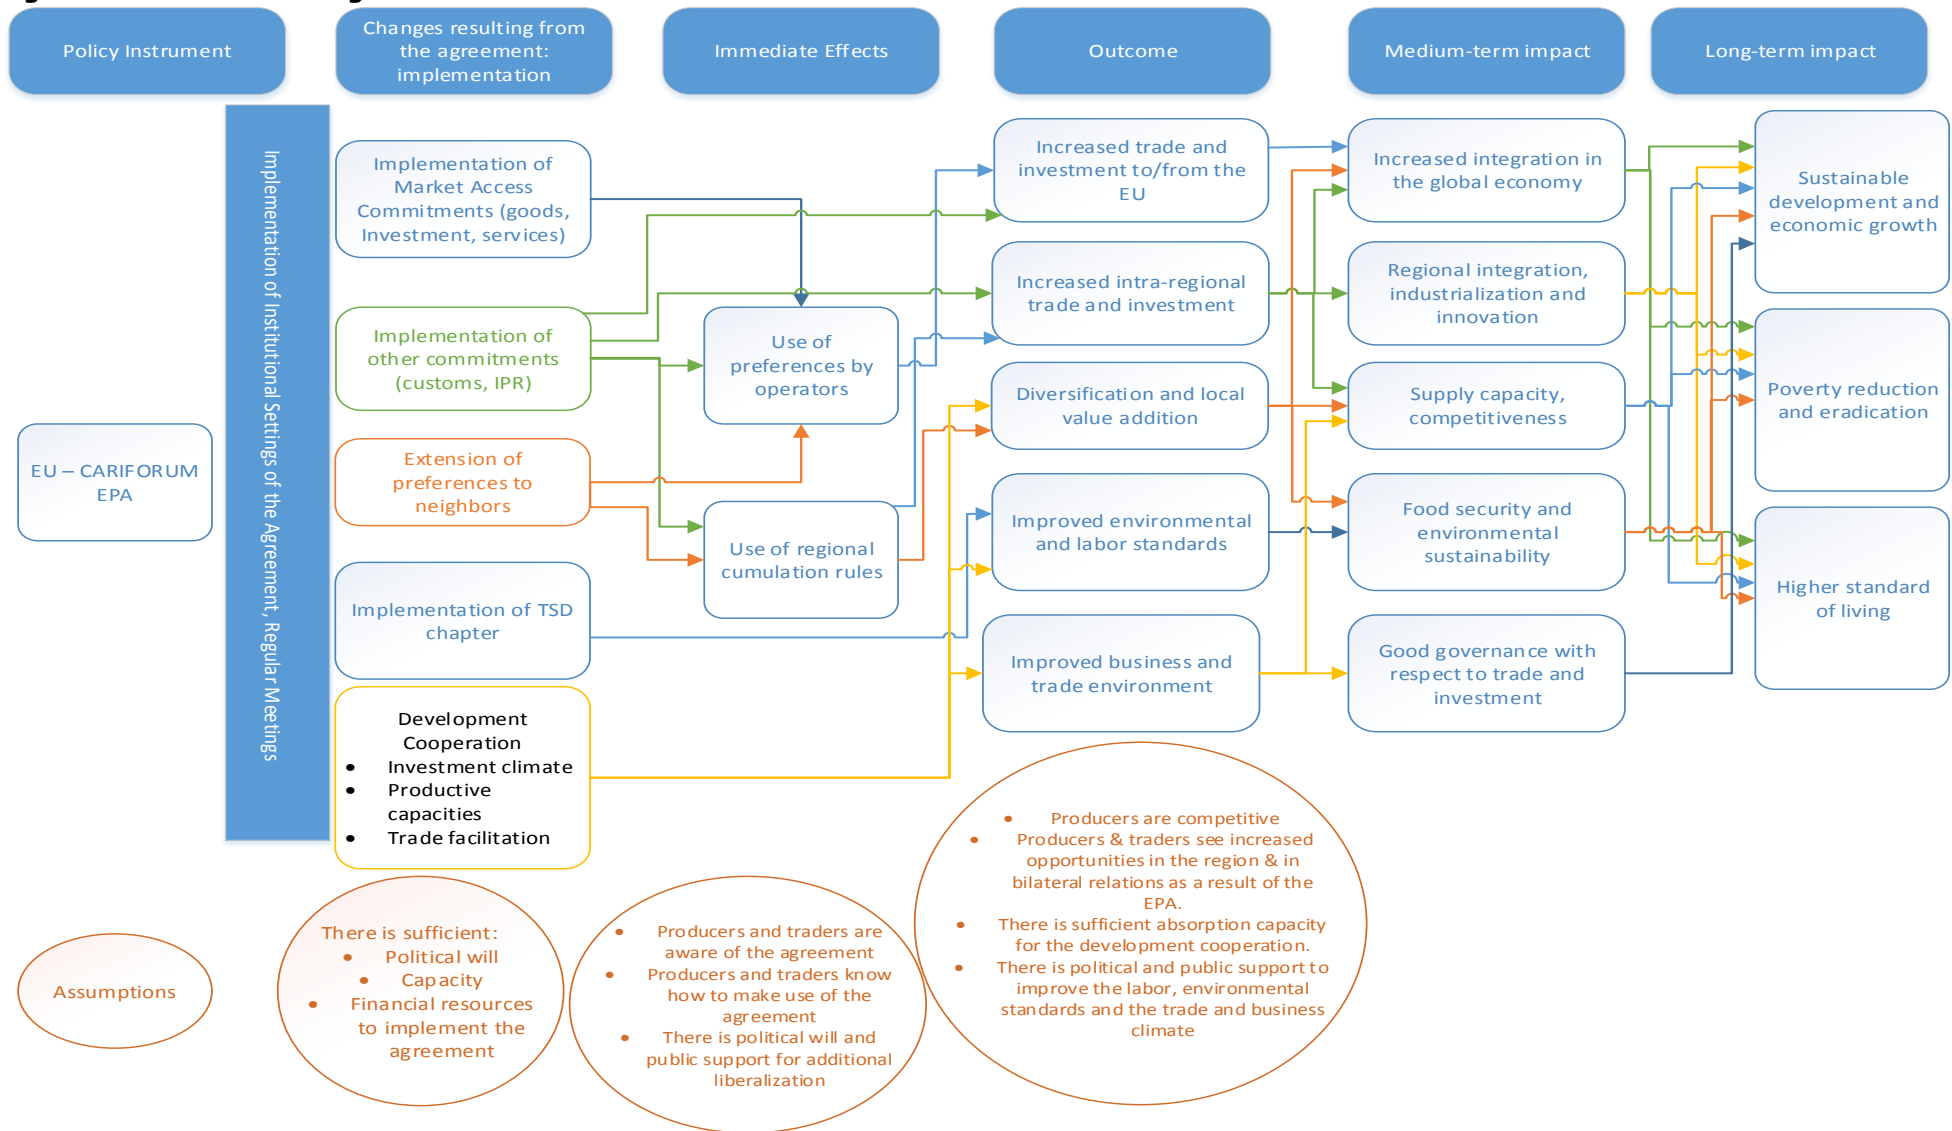 Policy Instrument
Changes resulting from
the agreement:
implementation
Immediate Effects
Outcome
Medium-term impact
Long-term impact
Implementation of Institutional Settings of the Agreement, Regular Meetings
EU – CARIFORUM
EPA
Implementation of
Market Access
Commitments (goods,
Investment, services)
Implementation of
other commitments
(customs, IPR)
Extension of
preferences to
neighbors
Implementation of TSD
chapter
Development
Cooperation
• Investment climate
• Productive
capacities
• Trade facilitation
Use of
preferences by
operators
Use of regional
cumulation rules
Increased trade and
investment to/from the
EU
Increased intra-regional
trade and investment
Diversification and local
value addition
Improved environmental
and labor standards
Improved business and
trade environment
Increased integration in
the global economy
Regional integration,
industrialization and
innovation
Supply capacity,
competitiveness
Food security and
environmental
sustainability
Good governance with
respect to trade and
investment
Sustainable
development and
economic growth
Poverty reduction
and eradication
Higher standard
of living
Assumptions
There is sufficient:
• Political will
• Capacity
• Financial resources
to implement the
agreement
• Producers and traders are
aware of the agreement
• Producers and traders know
how to make use of the
agreement
• There is political will and
public support for additional
liberalization
• Producers are competitive
• Producers & traders see increased
opportunities in the region & in
bilateral relations as a result of the
EPA.
• There is sufficient absorption capacity
for the development cooperation.
• There is political and public support to
improve the labor, environmental
standards and the trade and business
climate